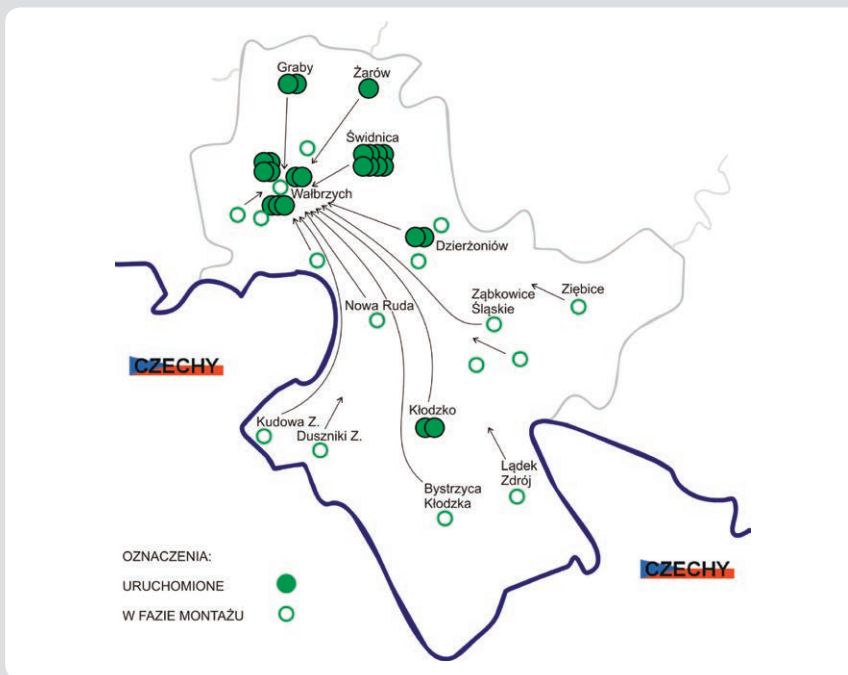 Graby
Żarów
Świdnica
Wałbrzych
Dzierżoniów
Ząbkowice
Śląskie
Ziębice
Nowa Ruda
CZECHY
Kudowa Z.
Duszniki Z.
Kłodzko
Lądek
Zdrój
Bystrzyca
Kłodzka
OZNACZENIA:
CZECHY
URUCHOMIONE
W FAZIE MONTAŻU